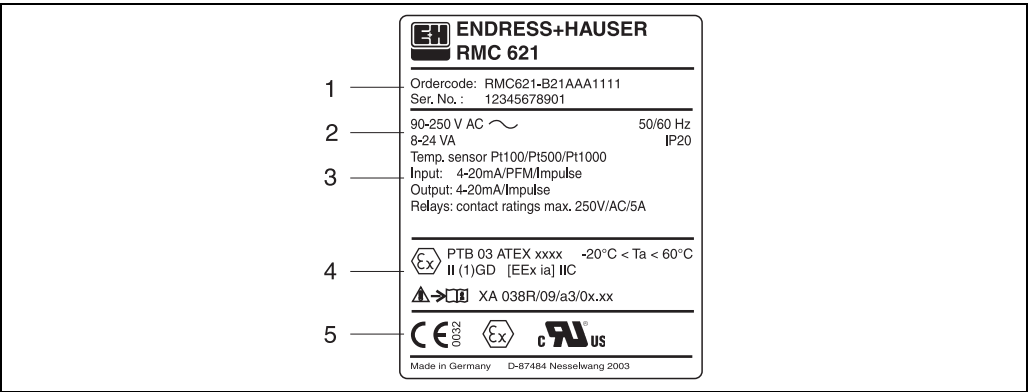 ENDRESS+HAUSER
RMC 621
1
Ordercode: RMC621-B21AAA1111
Ser. No. : 12345678901
2
90-250 V AC 50/60 Hz
8-24 VA IP20
Temp. sensor Pt100/Pt500/Pt1000
3
Input: 4-20mA/PFM/Impulse
Output: 4-20mA/Impulse
Relays: contact ratings max. 250V/AC/5A
4
Ex PTB 03 ATEX xxxx -20°C < Ta < 60°C
II (1)GD [EEx ia] IIC
XA 038R/09/a3/0x.xx
5
CE 0032 Ex c RU US
Made in Germany D-87484 Nesselwang 2003